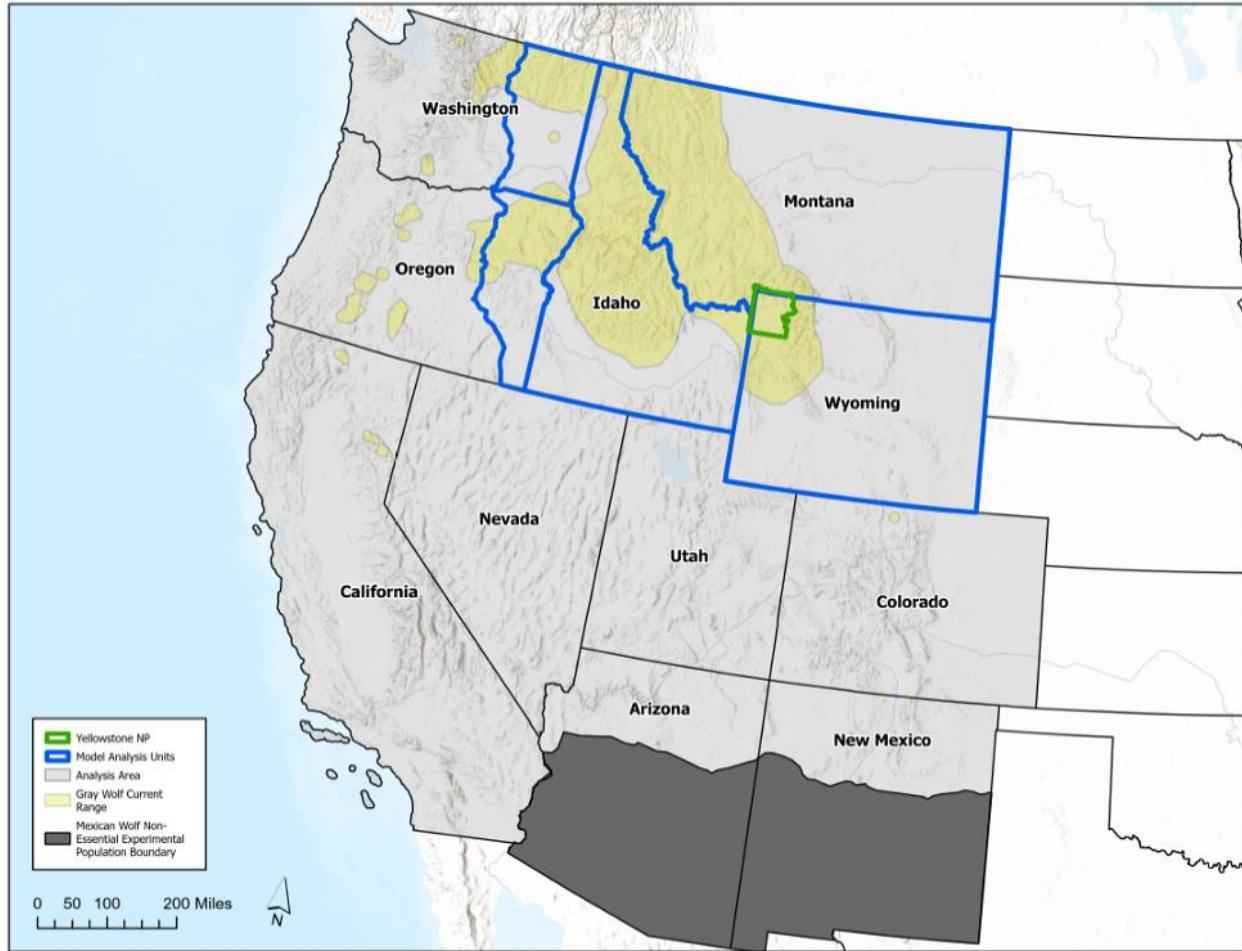 Washington
Montana
Oregon
Idaho
Wyoming
Nevada
Utah
California
Colorado
Arizona
New Mexico
Yellowstone NP
Model Analysis Units
Analysis Area
Gray Wolf Current
Range
Mexican Wolf Non-
Essential Experimental
Population Boundary
0 50 100 200 Miles
N